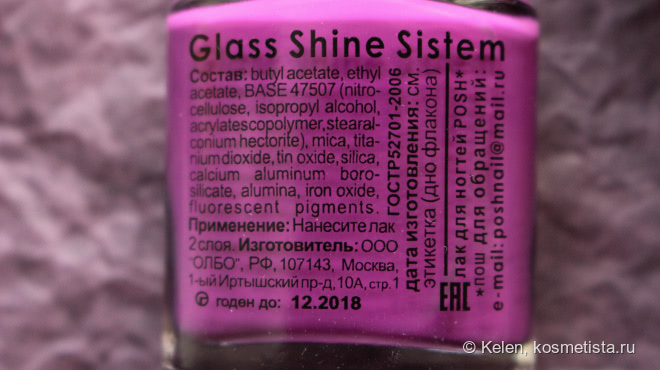 Glass Shine Sistem
Состав: butyl acetate, ethyl
acetate, BASE 47507 (nitro-
cellulose, isopropyl alcohol,
acrylatescopolymer, stearal-
conium hectorite), mica, tita-
nium dioxide, tin oxide, silica,
calcium aluminum boro-
silicate, alumina, iron oxide,
fluorescent pigments.
Применение: Нанесите лак
2 слоя. Изготовитель: ООО
"ОЛБО", РФ, 107143, Москва,
1-ый Иртышский пр-д, 10А, стр. 1
годен до: 12.2018
ГОСТР52701-2006
дата изготовления: см.
этикетка (дно флакона)
EAC
лак для ногтей POSH*
*пош для обращений:
e-mail: poshnail@mail.ru
© Kelen, kosmetista.ru